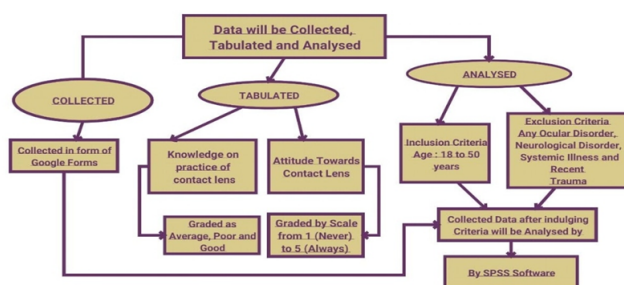 Data will be Collected,
Tabulated and Analysed
COLLECTED
TABULATED
ANALYSED
Collected in form of
Google Forms
Knowledge on
practice of
contact lens
Attitude Towards
Contact Lens
Inclusion Criteria
Age : 18 to 50
years
Exclusion Criteria
Any Ocular Disorder,
Neurological Disorder,
Systemic Illness and
Recent
Trauma
Graded as
Average, Poor and
Good
Graded by Scale
from 1 (Never)
to 5 (Always)
Collected Data after indulging
Criteria will be Analysed by
By SPSS Software